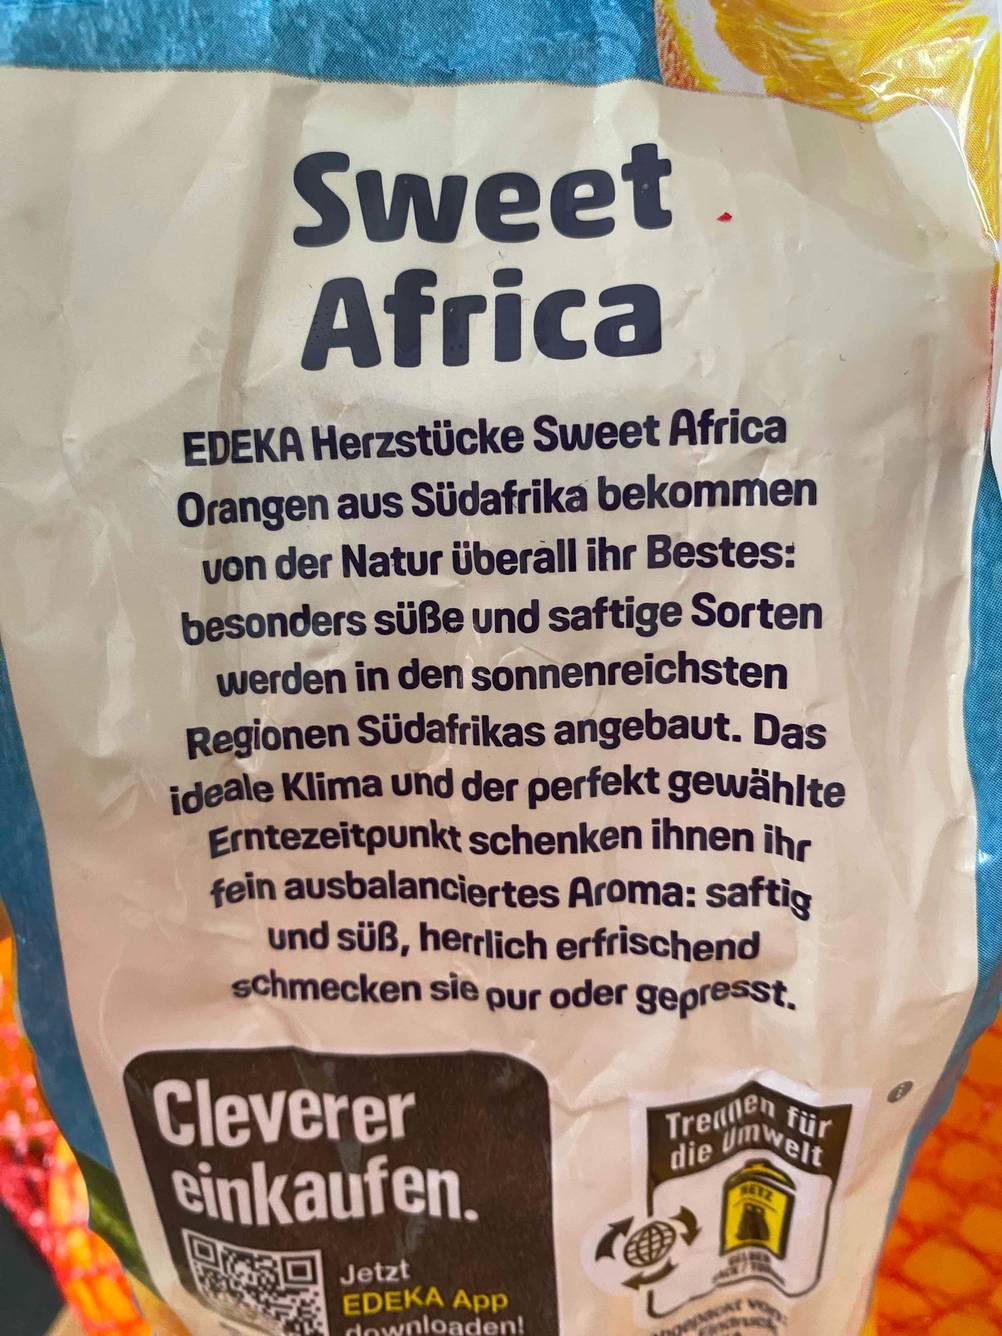 Sweet
Africa
EDEKA Herzstücke Sweet Africa
Orangen aus Südafrika bekommen
von der Natur überall ihr Bestes:
besonders süße und saftige Sorten
werden in den sonnenreichsten
Regionen Südafrikas angebaut. Das
ideale Klima und der perfekt gewählte
Erntezeitpunkt schenken ihnen ihr
fein ausbalanciertes Aroma: saftig
und süß, herrlich erfrischend
schmecken sie pur oder gepresst.
Cleverer
einkaufen.
Jetzt
EDEKA App
downloaden!
Trennen für
die Umwelt
NETZ